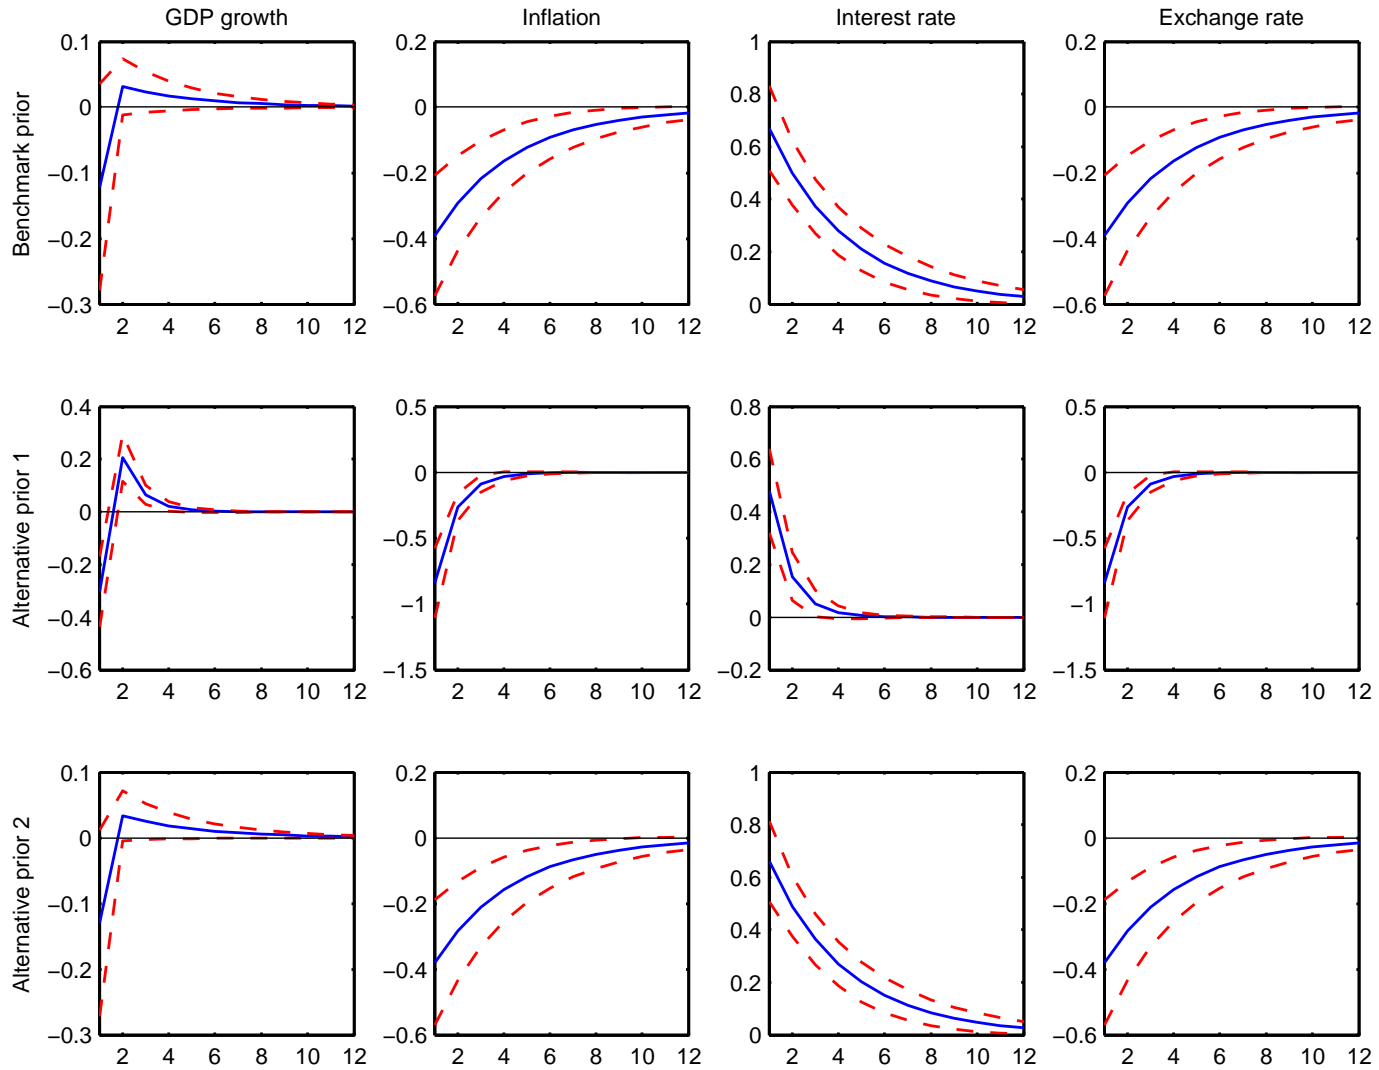 GDP growth Inflation Interest rate Exchange rate
Benchmark prior
0.1 0 −0.1 −0.2 −0.3
2 4 6 8 10 12
0.2 0 −0.2 −0.4 −0.6
2 4 6 8 10 12
1 0.8 0.6 0.4 0.2 0
2 4 6 8 10 12
0.2 0 −0.2 −0.4 −0.6
2 4 6 8 10 12
Alternative prior 1
0.4 0.2 0 −0.2 −0.4 −0.6
2 4 6 8 10 12
0.5 0 −0.5 −1 −1.5
2 4 6 8 10 12
0.8 0.6 0.4 0.2 0 −0.2
2 4 6 8 10 12
0.5 0 −0.5 −1 −1.5
2 4 6 8 10 12
Alternative prior 2
0.1 0 −0.1 −0.2 −0.3
2 4 6 8 10 12
0.2 0 −0.2 −0.4 −0.6
2 4 6 8 10 12
1 0.8 0.6 0.4 0.2 0
2 4 6 8 10 12
0.2 0 −0.2 −0.4 −0.6
2 4 6 8 10 12